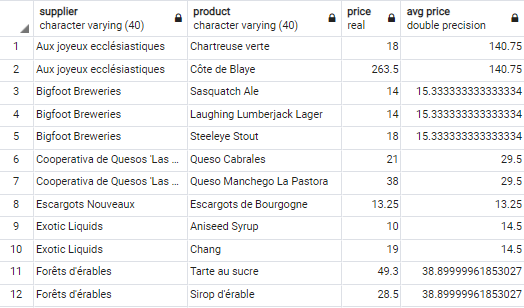 supplier product price avg price
character varying (40) character varying (40) real double precision
1 Aux joyeux ecclésiastiques Chartreuse verte 18 140.75
2 Aux joyeux ecclésiastiques Côte de Blaye 263.5 140.75
3 Bigfoot Breweries Sasquatch Ale 14 15.333333333333334
4 Bigfoot Breweries Laughing Lumberjack Lager 14 15.333333333333334
5 Bigfoot Breweries Steeleye Stout 18 15.333333333333334
6 Cooperativa de Quesos 'Las ... Queso Cabrales 21 29.5
7 Cooperativa de Quesos 'Las ... Queso Manchego La Pastora 38 29.5
8 Escargots Nouveaux Escargots de Bourgogne 13.25 13.25
9 Exotic Liquids Aniseed Syrup 10 14.5
10 Exotic Liquids Chang 19 14.5
11 Forêts d'érables Tarte au sucre 49.3 38.89999961853027
12 Forêts d'érables Sirop d'érable 28.5 38.89999961853027